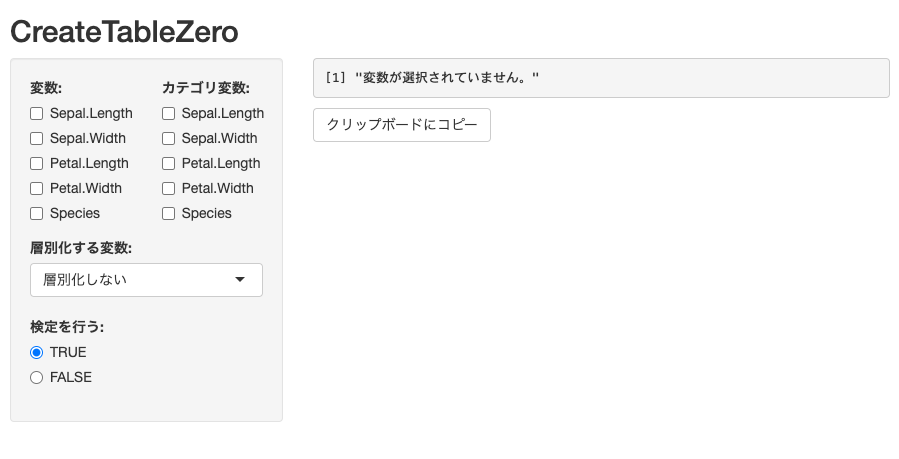 CreateTableZero
変数:
Sepal.Length
Sepal.Width
Petal.Length
Petal.Width
Species
カテゴリ変数:
Sepal.Length
Sepal.Width
Petal.Length
Petal.Width
Species
層別化する変数:
層別化しない
検定を行う:
TRUE
FALSE
[1] "変数が選択されていません。"
クリップボードにコピー